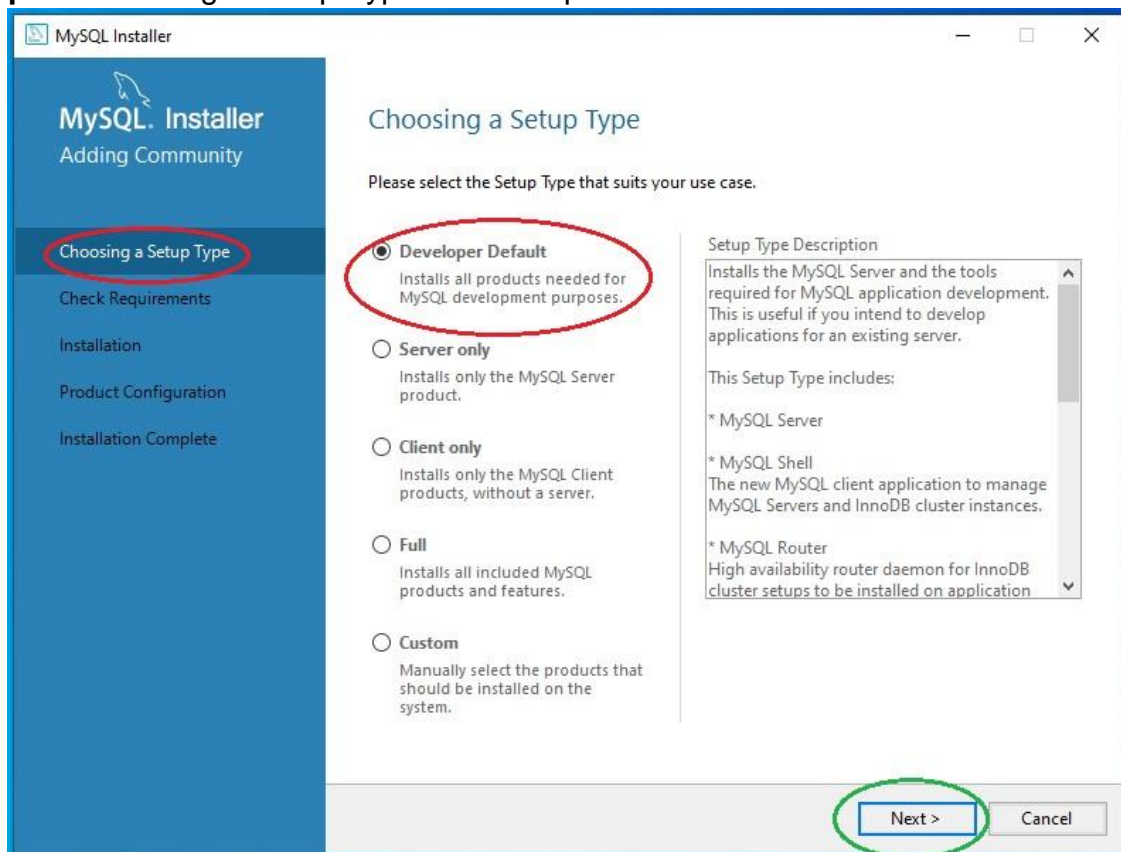 MySQL Installer
MySQL. Installer
Adding Community
Choosing a Setup Type
Check Requirements
Installation
Product Configuration
Installation Complete
Choosing a Setup Type
Please select the Setup Type that suits your use case.
Developer Default
Installs all products needed for
MySQL development purposes.
Server only
Installs only the MySQL Server
product.
Client only
Installs only the MySQL Client
products, without a server.
Full
Installs all included MySQL
products and features.
Custom
Manually select the products that
should be installed on the
system.
Setup Type Description
Installs the MySQL Server and the tools
required for MySQL application development.
This is useful if you intend to develop
applications for an existing server.
This Setup Type includes:
* MySQL Server
* MySQL Shell
The new MySQL client application to manage
MySQL Servers and InnoDB cluster instances.
* MySQL Router
High availability router daemon for InnoDB
cluster setups to be installed on application
Next >
Cancel